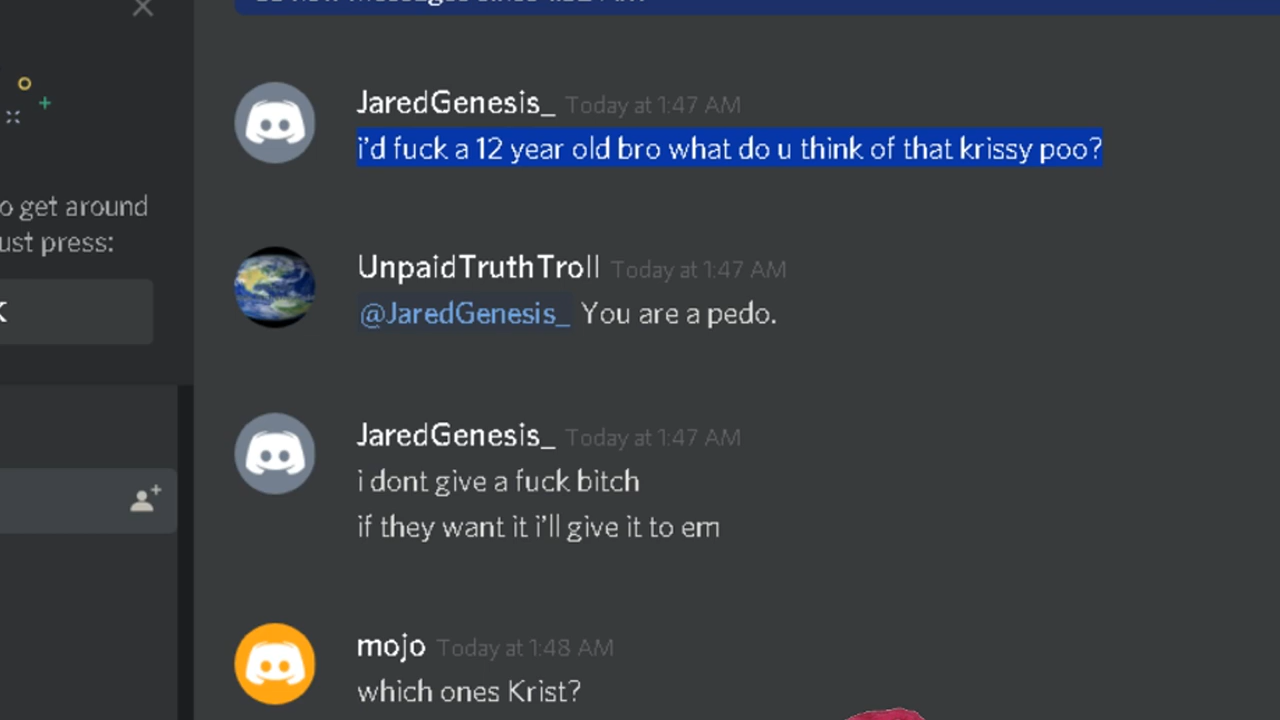 JaredGenesis_ Today at 1:47 AM
i'd fuck a 12 year old bro what do u think of that krissy poo?
o get around
ust press:
UnpaidTruthTroll Today at 1:47 AM
@JaredGenesis_ You are a pedo.
JaredGenesis_ Today at 1:47 AM
i dont give a fuck bitch
if they want it i'll give it to em
mojo Today at 1:48 AM
which ones Krist?